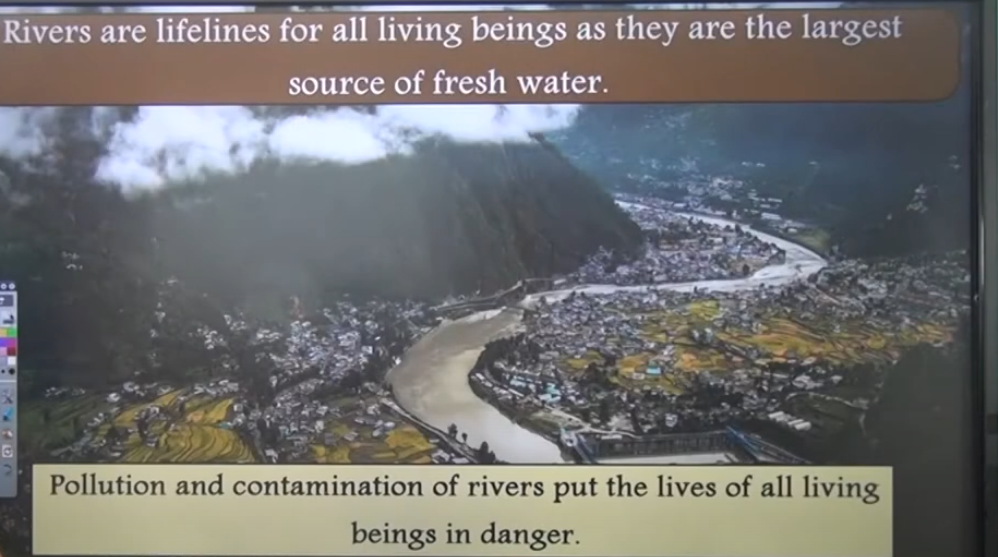 Rivers are lifelines for all living beings as they are the largest
source of fresh water.
Pollution and contamination of rivers put the lives of all living
beings in danger.